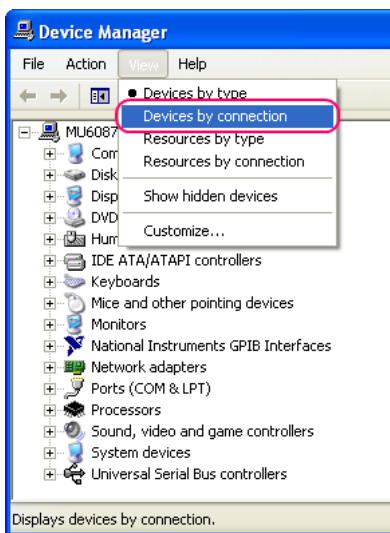 Device Manager
File Action View Help
Devices by type
Devices by connection
Resources by type
Resources by connection
Show hidden devices
Customize...
MU6087
Com
Disk
Disp
DVD
Hum
IDE ATA/ATAPI controllers
Keyboards
Mice and other pointing devices
Monitors
National Instruments GPIB Interfaces
Network adapters
Ports (COM & LPT)
Processors
Sound, video and game controllers
System devices
Universal Serial Bus controllers
Displays devices by connection.